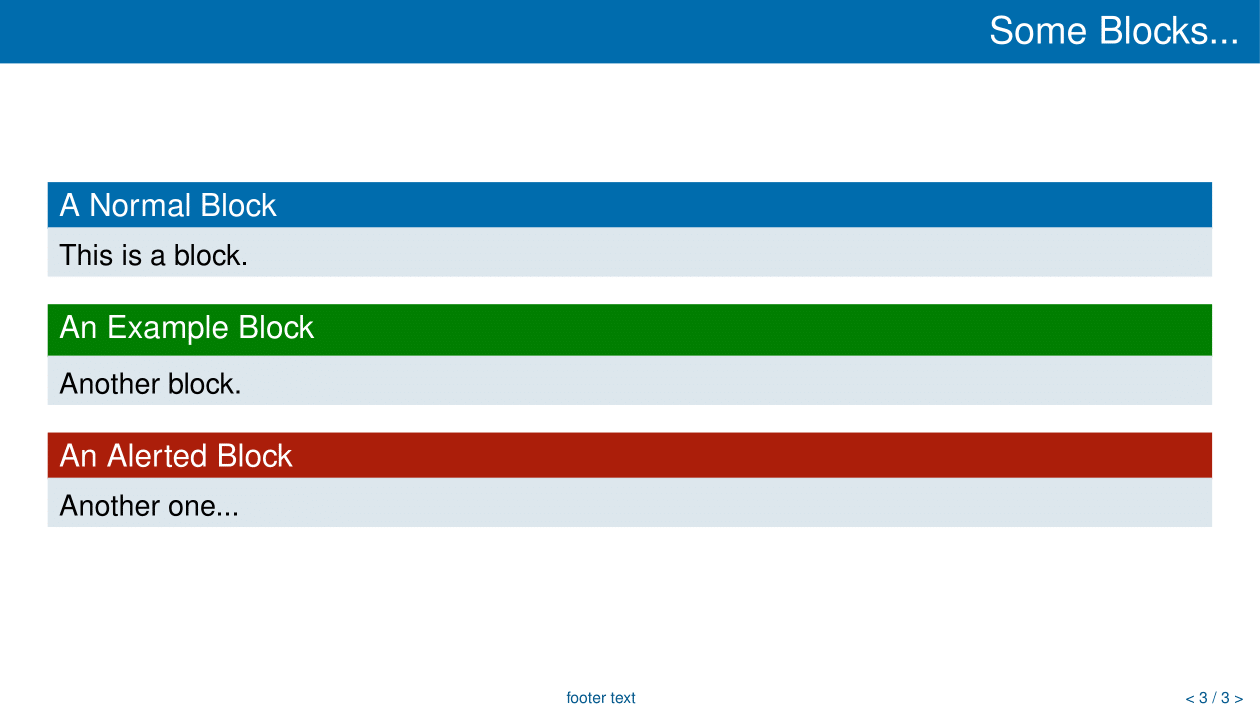 Some Blocks...
A Normal Block
This is a block.
An Example Block
Another block.
An Alerted Block
Another one...
footer text
< 3 / 3 >